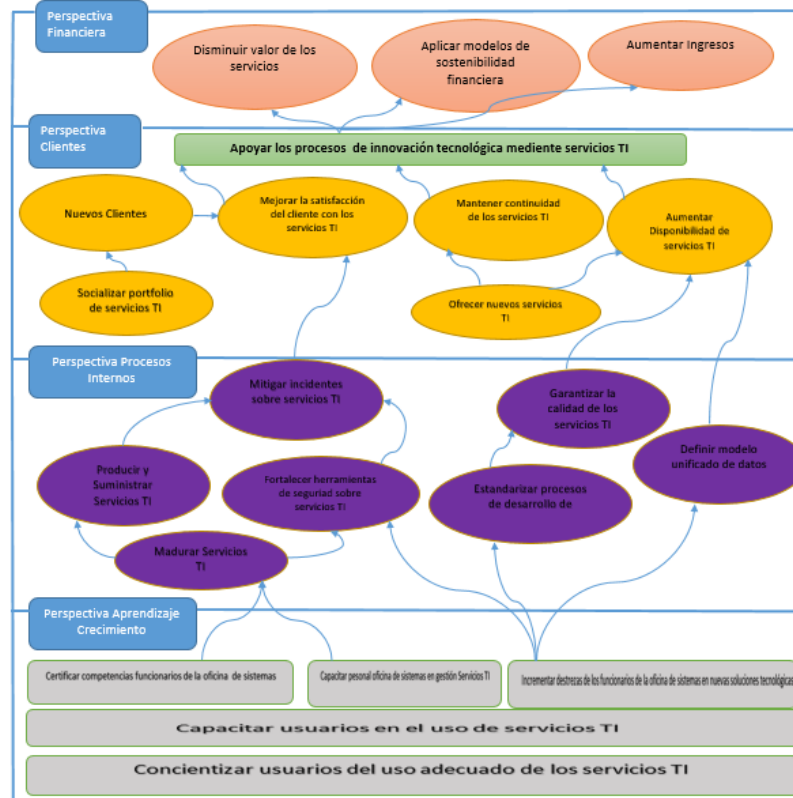 Perspectiva
Financiera
Disminuir valor de los
servicios
Aplicar modelos de
sostenibilidad
financiera
Aumentar Ingresos
Perspectiva
Clientes
Apoyar los procesos de innovación tecnológica mediente servicios TI
Nuevos Clientes
Mejorar la satisfacción
del cliente con los
servicios TI
Mantener continuidad
de los servicios TI
Aumentar
Disponibilidad de
servicios TI
Socializar portfolio
de servicios TI
Ofrecer nuevos servicios
TI
Perspectiva Procesos
Internos
Mitigar incidentes
sobre servicios TI
Garantizar la
calidad de los
servicios TI
Producir y
Suministrar
Servicios TI
Fortalecer herramientas
de seguriad sobre
servicios TI
Estandarizar procesos
de desarrollo de
Definir modelo
unificado de datos
Madurar Servicios
TI
Perspectiva Aprendizaje
Crecimiento
Certificar competencias funcionarios de la oficina de sistemas
Capacitar pesonal oficina de sistemas en gestión Servicios TI
Incrementar destrezas de los funcionarios de la oficina de sistemas en nuevas soluciones tecnológicas
Capacitar usuarios en el uso de servicios TI
Concientizar usuarios del uso adecuado de los servicios TI